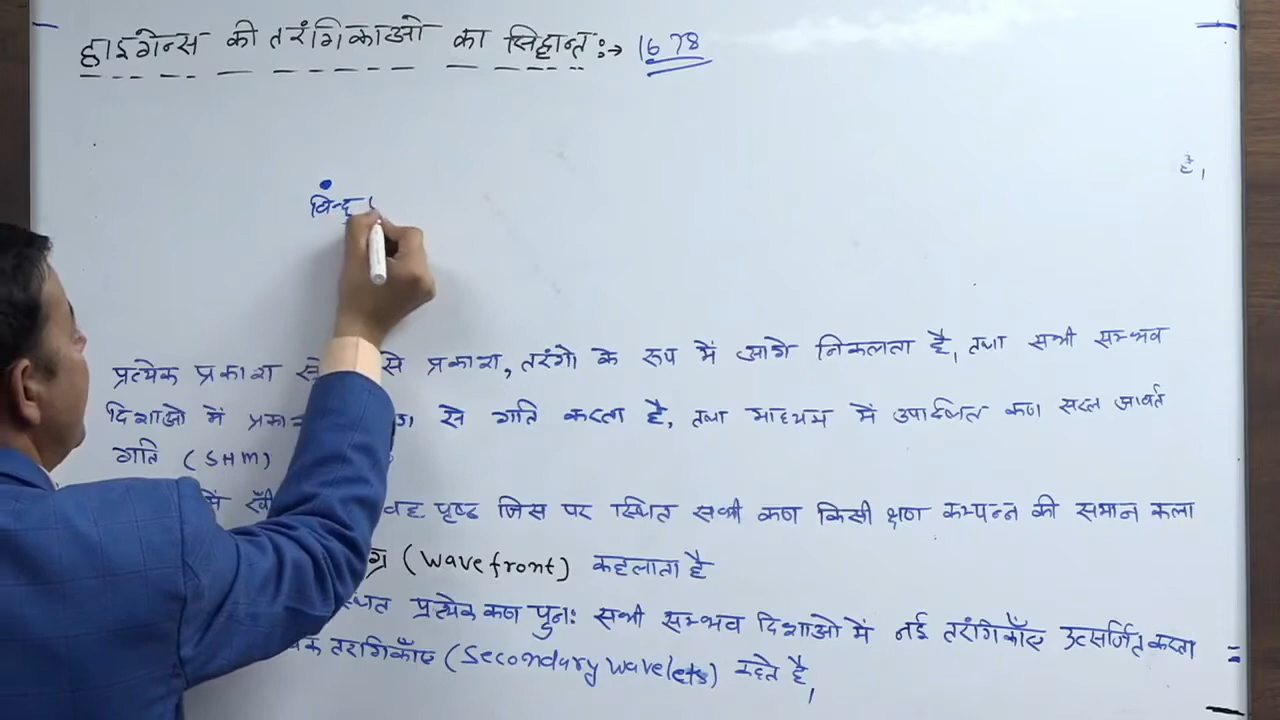 हाइगेन्स की तरंगिकाओ का सिद्धान्त :→ 1678
है।
बिन्दु
प्रत्येक प्रकाश से प्रकाश, तरंगो के रूप में आगे निकलता है, तथा सभी सम्भव
दिशाओ में से गति करता है, तथा माध्यम में उपस्थित कण सरल आवर्त
गति (SHM)
में वह पृष्ठ जिस पर स्थित सभी कण किसी क्षण कम्पन्न की समान कला
(Wavefront) कहलाता है
प्रत्येक कण पुनः सभी सम्भव दिशाओ में नई तरंगिकाँए उत्सर्जित करता
तरंगिकाँए (Secondary wavelets) कहते है,